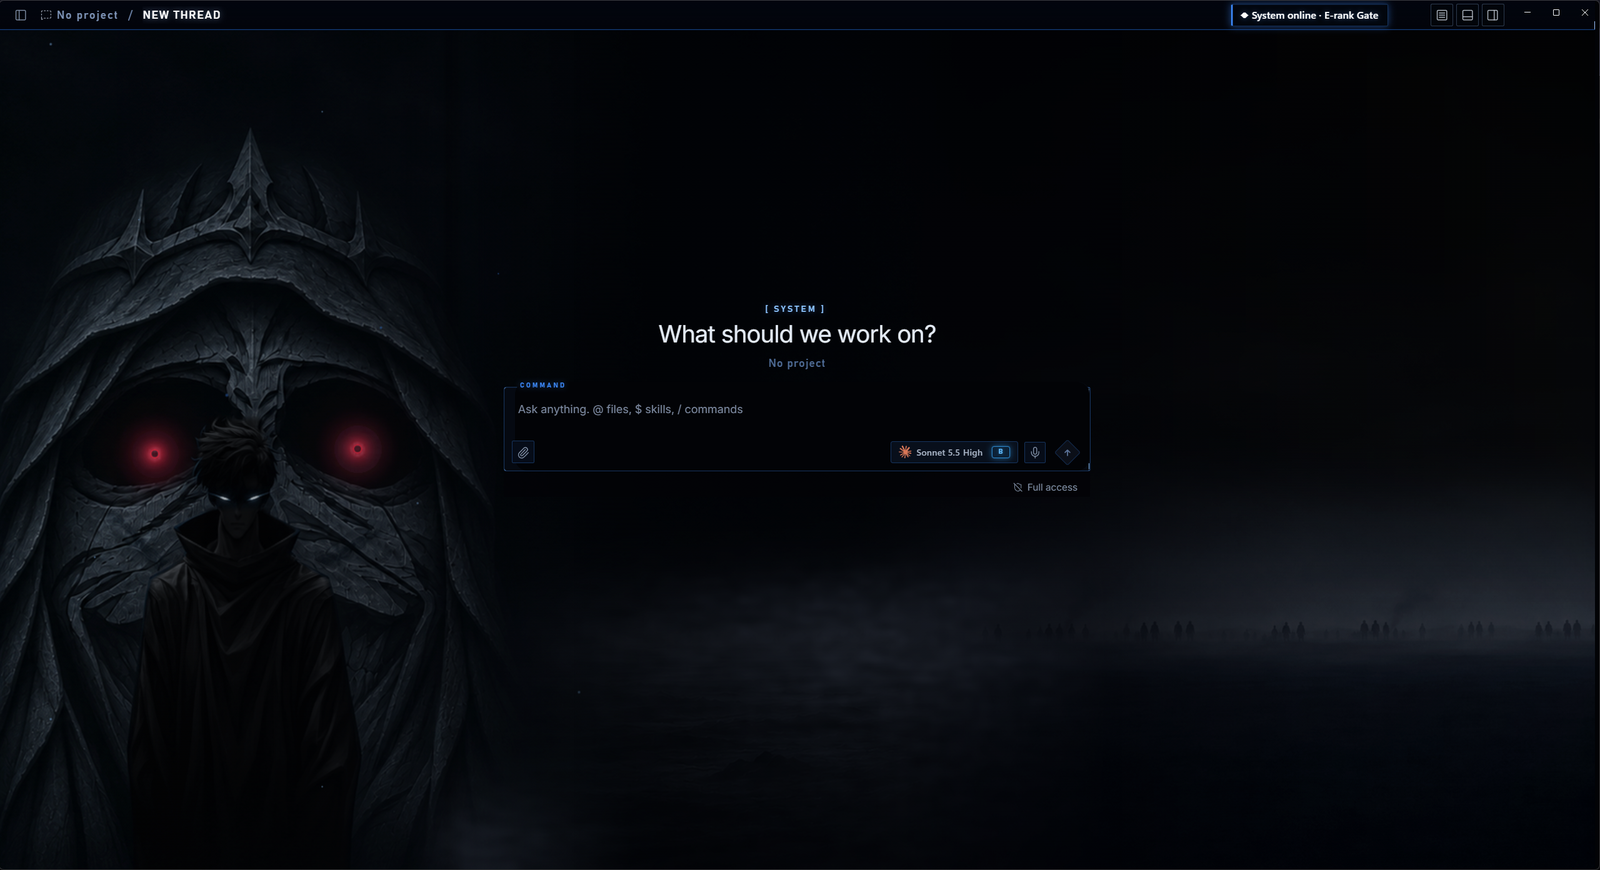 No project / NEW THREAD
◆ System online · E-rank Gate
[ SYSTEM ]
What should we work on?
No project
COMMAND
Ask anything. @ files, $ skills, / commands
Sonnet 5.5 High B
Full access